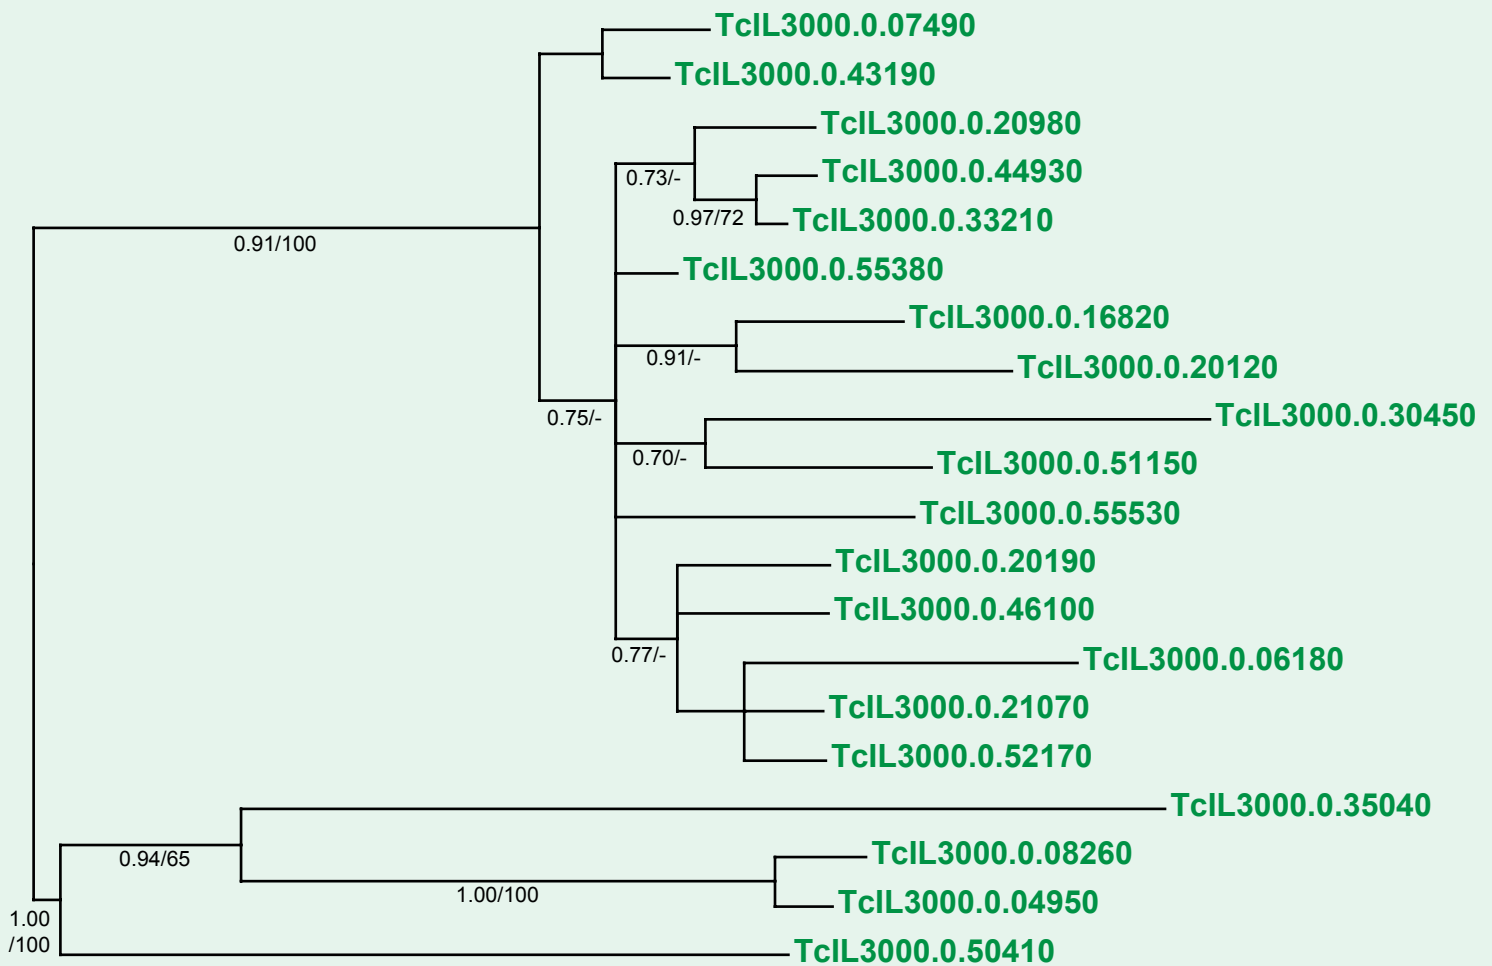 TcIL3000.0.07490
TcIL3000.0.43190
TcIL3000.0.20980
TcIL3000.0.44930
0.73/-
0.97/72
TcIL3000.0.33210
0.91/100
TcIL3000.0.55380
TcIL3000.0.16820
0.91/-
TcIL3000.0.20120
0.75/-
TcIL3000.0.30450
0.70/-
TcIL3000.0.51150
TcIL3000.0.55530
TcIL3000.0.20190
TcIL3000.0.46100
0.77/-
TcIL3000.0.06180
TcIL3000.0.21070
TcIL3000.0.52170
TcIL3000.0.35040
0.94/65
TcIL3000.0.08260
1.00/100
TcIL3000.0.04950
1.00
/100
TcIL3000.0.50410